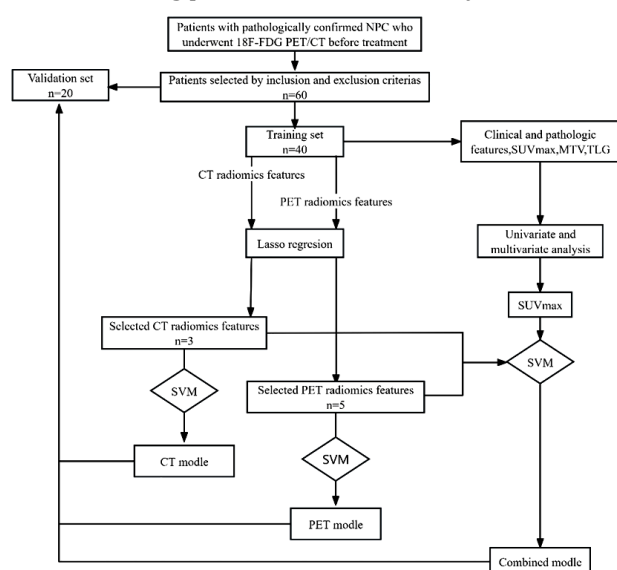 Patients with pathologically confirmed NPC who
underwent 18F-FDG PET/CT before treatment
Validation set
n=20
Patients selected by inclusion and exclusion criterias
n=60
Training set
n=40
Clinical and pathologic
features,SUVmax,MTV,TLG
CT radiomics features
PET radiomics features
Lasso regresion
Univariate and
multivariate analysis
SUVmax
Selected CT radiomics features
n=3
SVM
SVM
Selected PET radiomics features
n=5
CT modle
SVM
PET modle
Combined modle